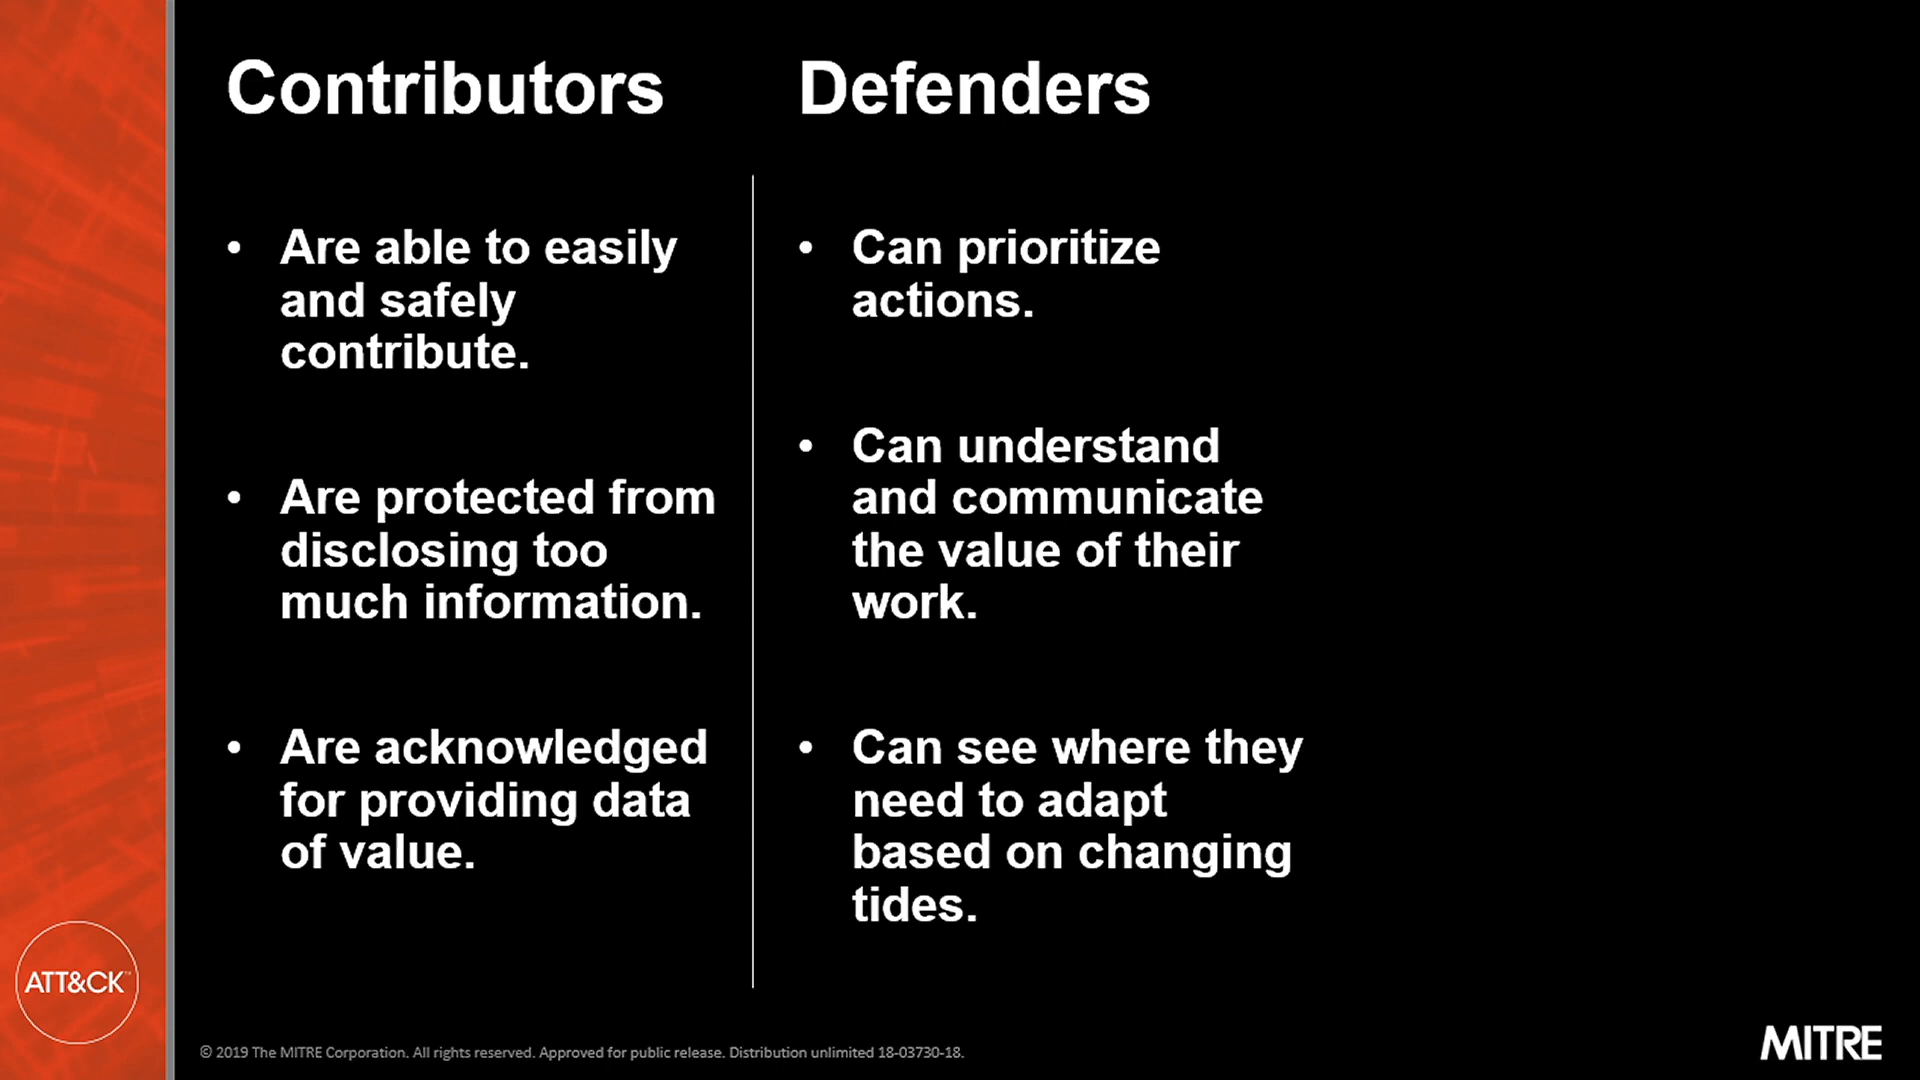 Contributors
• Are able to easily
and safely
contribute.
• Are protected from
disclosing too
much information.
• Are acknowledged
for providing data
of value.
Defenders
• Can prioritize
actions.
• Can understand
and communicate
the value of their
work.
• Can see where they
need to adapt
based on changing
tides.
ATT&CK™
© 2019 The MITRE Corporation. All rights reserved. Approved for public release. Distribution unlimited 18-03730-18.
MITRE